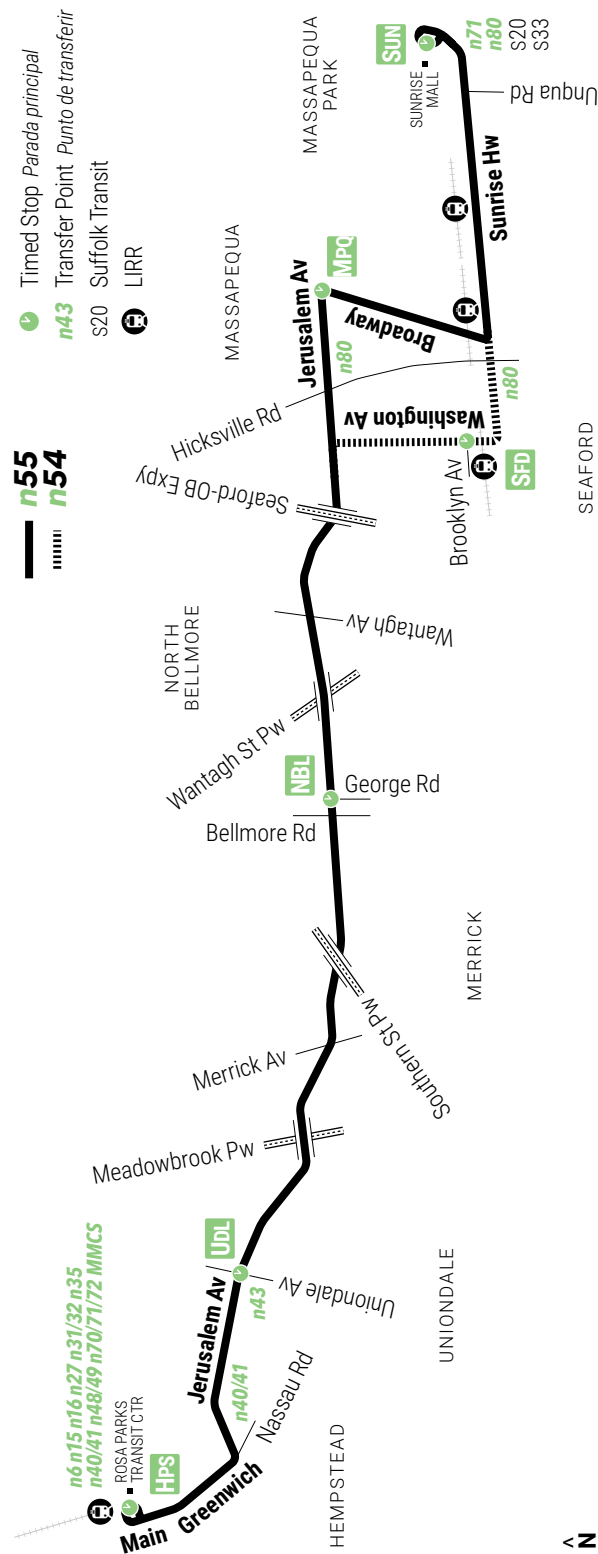 n55
n54
Timed Stop Parada principal
n43 Transfer Point Punto de transferir
S20 Suffolk Transit
LIRR
n6 n15 n16 n27 n31/32 n35
n40/41 n48/49 n70/71/72 MMCS
ROSA PARKS
TRANSIT CTR
HPS
Main
Greenwich
HEMPSTEAD
Nassau Rd
n40/41
Jerusalem Av
UDL
n43
Uniondale Av
UNIONDALE
Meadowbrook Pw
Merrick Av
Southern St Pw
MERRICK
Bellmore Rd
NBL
George Rd
Wantagh St Pw
NORTH
BELLMORE
Wantagh Av
Seaford-OB Expy
Hicksville Rd
Jerusalem Av
n80
MPQ
MASSAPEQUA
Broadway
Washington Av
Brooklyn Av
SFD
n80
SEAFORD
Sunrise Hw
MASSAPEQUA
PARK
SUN
SUNRISE
MALL
n71
n80
S20
S33
Unqua Rd
N
>